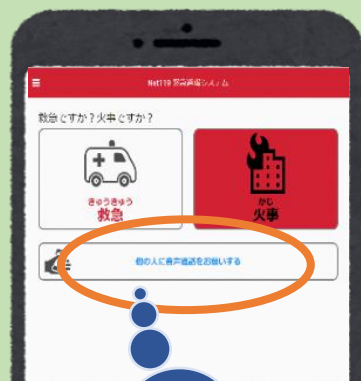 Net119 緊急通報システム
救急ですか？火事ですか？
きゅうきゅう
救急
かじ
火事
他の人に音声通話をお願いする